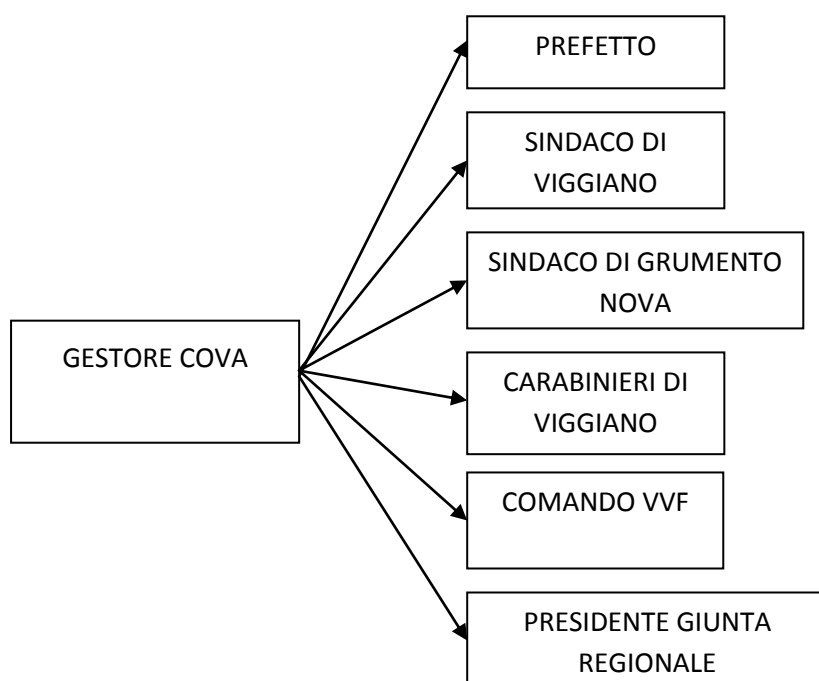 PREFETTO
SINDACO DI
VIGGIANO
SINDACO DI GRUMENTO
NOVA
GESTORE COVA
CARABINIERI DI
VIGGIANO
COMANDO VVF
PRESIDENTE GIUNTA
REGIONALE